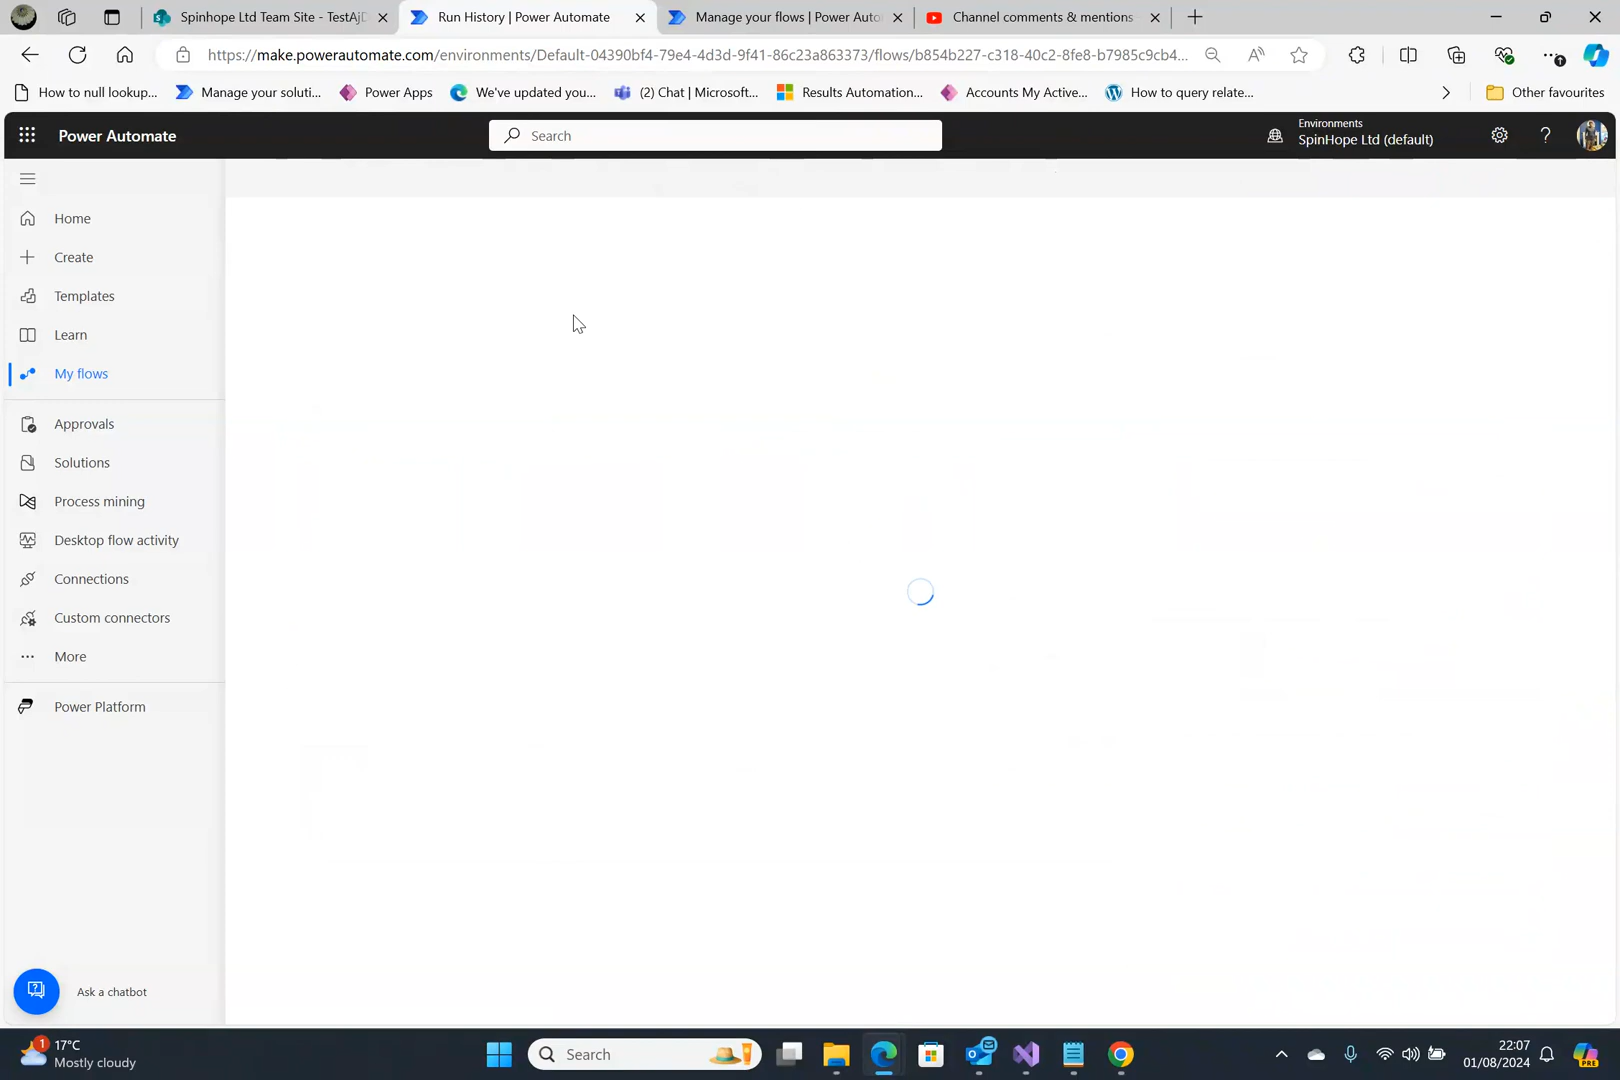 Spinhope Ltd Team Site - TestAjD
Run History | Power Automate
Manage your flows | Power Auto
Channel comments & mentions
https://make.powerautomate.com/environments/Default-04390bf4-79e4-4d3d-9f41-86c23a863373/flows/b854b227-c318-40c2-8fe8-b7985c9cb4...
How to null lookup...
Manage your soluti...
Power Apps
We've updated you...
(2) Chat | Microsoft...
Results Automation...
Accounts My Active...
How to query relate...
Other favourites
Power Automate
Search
Environments
SpinHope Ltd (default)
Home
Create
Templates
Learn
My flows
Approvals
Solutions
Process mining
Desktop flow activity
Connections
Custom connectors
More
Power Platform
Ask a chatbot
1
17°C
Mostly cloudy
Search
22:07
01/08/2024
PRE